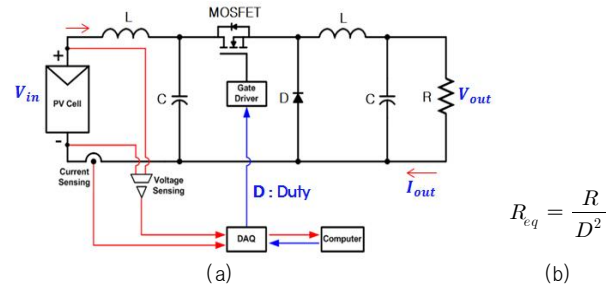 MOSFET
L
L
+
V_in
PV Cell
C
Gate
Driver
D
C
R
V_out
-
Current
Sensing
Voltage
Sensing
D : Duty
I_out
DAQ
Computer
R_eq = R / D^2
(a)
(b)